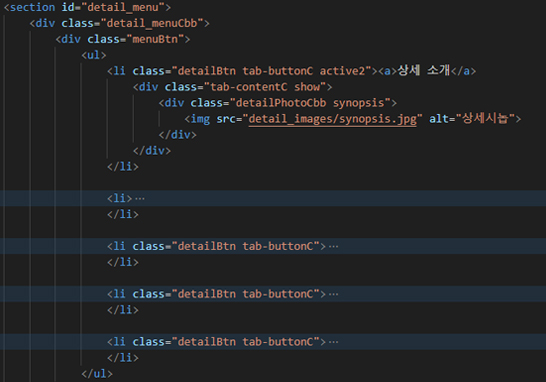 <section id="detail_menu">
<div class="detail_menuCbb">
<div class="menuBtn">
<ul>
<li class="detailBtn tab-buttonC active2"><a>상세 소개</a>
<div class="tab-contentC show">
<div class="detailPhotoCbb synopsis">
<img src="detail_images/synopsis.jpg" alt="상세시놉">
</div>
</div>
</li>
<li>…
</li>
<li class="detailBtn tab-buttonC">…
</li>
<li class="detailBtn tab-buttonC">…
</li>
<li class="detailBtn tab-buttonC">…
</li>
</ul>